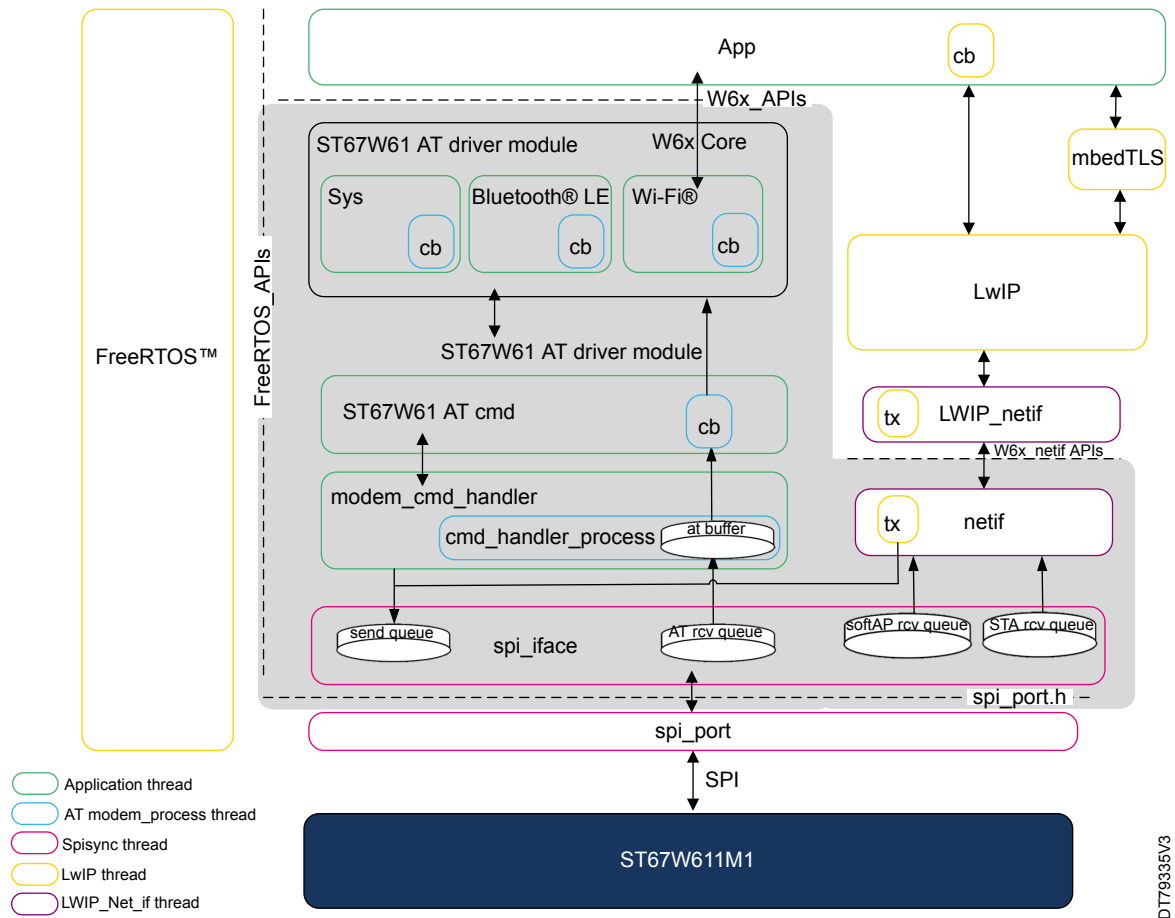 App
cb
W6x_APIs
ST67W61 AT driver module
W6x Core
mbedTLS
Sys
cb
Bluetooth® LE
cb
Wi-Fi®
cb
FreeRTOS_APIs
FreeRTOS™
LwIP
ST67W61 AT driver module
ST67W61 AT cmd
cb
tx
LWIP_netif
W6x_netif APIs
modem_cmd_handler
cmd_handler_process
at buffer
tx
netif
send queue
spi_iface
AT rcv queue
softAP rcv queue
STA rcv queue
spi_port.h
spi_port
SPI
ST67W611M1
Application thread
AT modem_process thread
Spisync thread
LwIP thread
LWIP_Net_if thread
DT79335V3